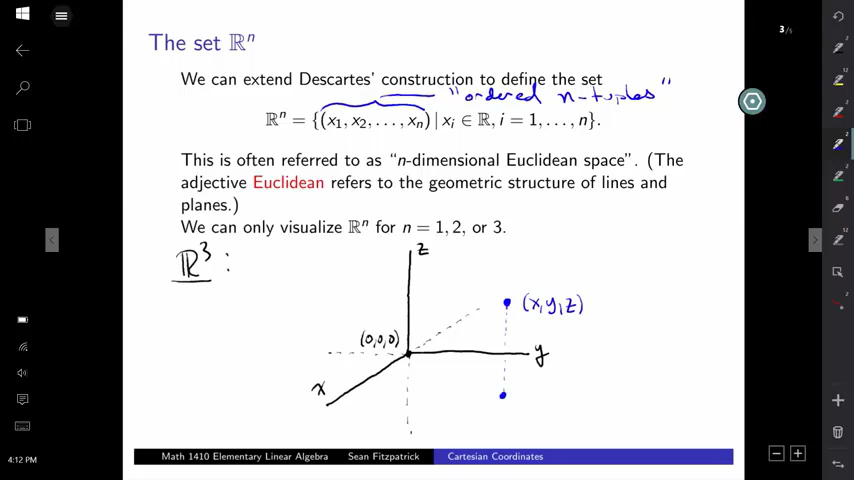 3/5
The set ℝⁿ
We can extend Descartes' construction to define the set
"ordered n-tuples"
ℝⁿ = {(x₁, x₂, . . . , xₙ) | xᵢ ∈ ℝ, i = 1, . . . , n}.
This is often referred to as "n-dimensional Euclidean space". (The
adjective Euclidean refers to the geometric structure of lines and
planes.)
We can only visualize ℝⁿ for n = 1, 2, or 3.
ℝ³ :
z
(x,y,z)
(0,0,0)
y
x
4:12 PM
Math 1410 Elementary Linear Algebra Sean Fitzpatrick Cartesian Coordinates